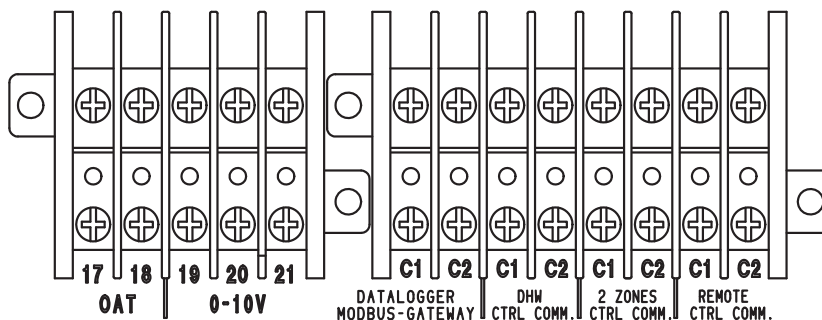 17 18 19 20 21 C1 C2 C1 C2 C1 C2 C1 C2
OAT 0-10V
DATALOGGER DHW 2 ZONES REMOTE
MODBUS-GATEWAY CTRL COMM. CTRL COMM. CTRL COMM.